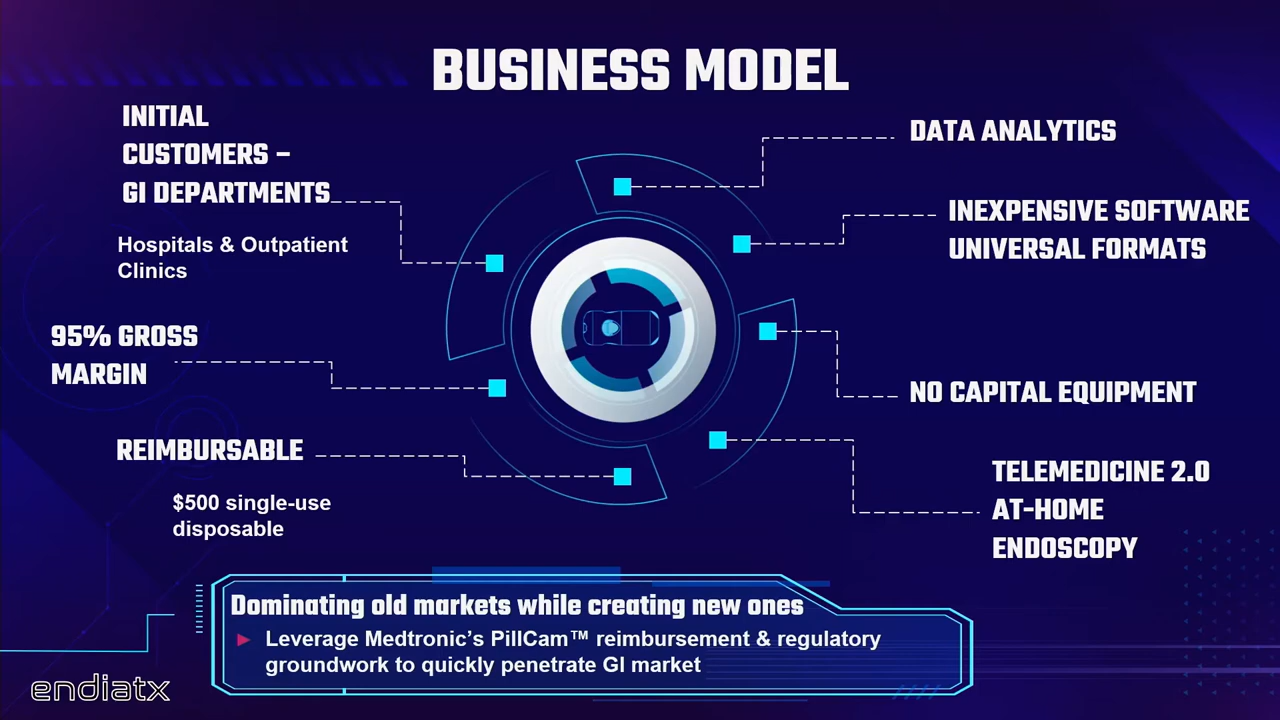 BUSINESS MODEL
INITIAL
CUSTOMERS –
GI DEPARTMENTS
Hospitals & Outpatient
Clinics
95% GROSS
MARGIN
REIMBURSABLE
$500 single-use
disposable
DATA ANALYTICS
INEXPENSIVE SOFTWARE
UNIVERSAL FORMATS
NO CAPITAL EQUIPMENT
TELEMEDICINE 2.0
AT-HOME
ENDOSCOPY
Dominating old markets while creating new ones
Leverage Medtronic's PillCam™ reimbursement & regulatory
groundwork to quickly penetrate GI market
endiatx